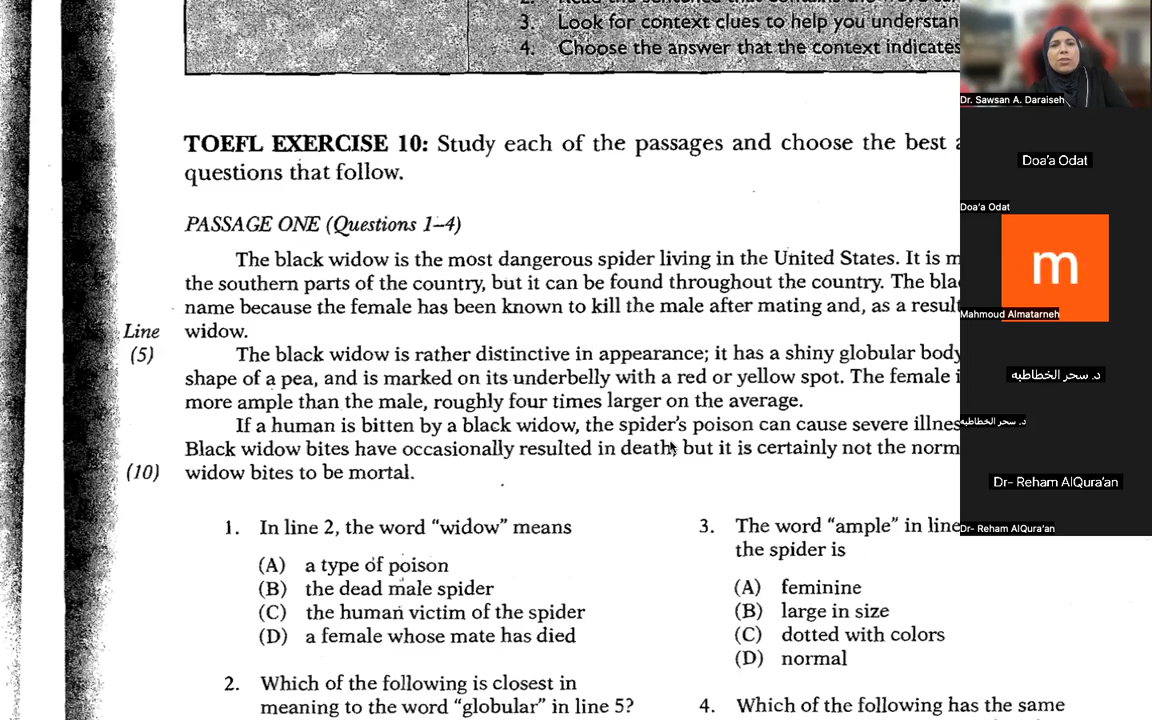 3. Look for context clues to help you understan
4. Choose the answer that the context indicates
TOEFL EXERCISE 10: Study each of the passages and choose the best
questions that follow.
PASSAGE ONE (Questions 1–4)
The black widow is the most dangerous spider living in the United States. It is m
the southern parts of the country, but it can be found throughout the country. The bla
name because the female has been known to kill the male after mating and, as a result
Line widow.
(5) The black widow is rather distinctive in appearance; it has a shiny globular body
shape of a pea, and is marked on its underbelly with a red or yellow spot. The female i
more ample than the male, roughly four times larger on the average.
If a human is bitten by a black widow, the spider's poison can cause severe illnes
Black widow bites have occasionally resulted in death, but it is certainly not the norm
(10) widow bites to be mortal.
1. In line 2, the word "widow" means
(A) a type of poison
(B) the dead male spider
(C) the human victim of the spider
(D) a female whose mate has died
2. Which of the following is closest in
meaning to the word "globular" in line 5?
3. The word "ample" in line
the spider is
(A) feminine
(B) large in size
(C) dotted with colors
(D) normal
4. Which of the following has the same
Dr. Sawsan A. Daraiseh
Doa'a Odat
Doa'a Odat
m
Mahmoud Almatarneh
د. سحر الخطاطبه
د. سحر الخطاطبه
Dr- Reham AlQura'an
Dr- Reham AlQura'an